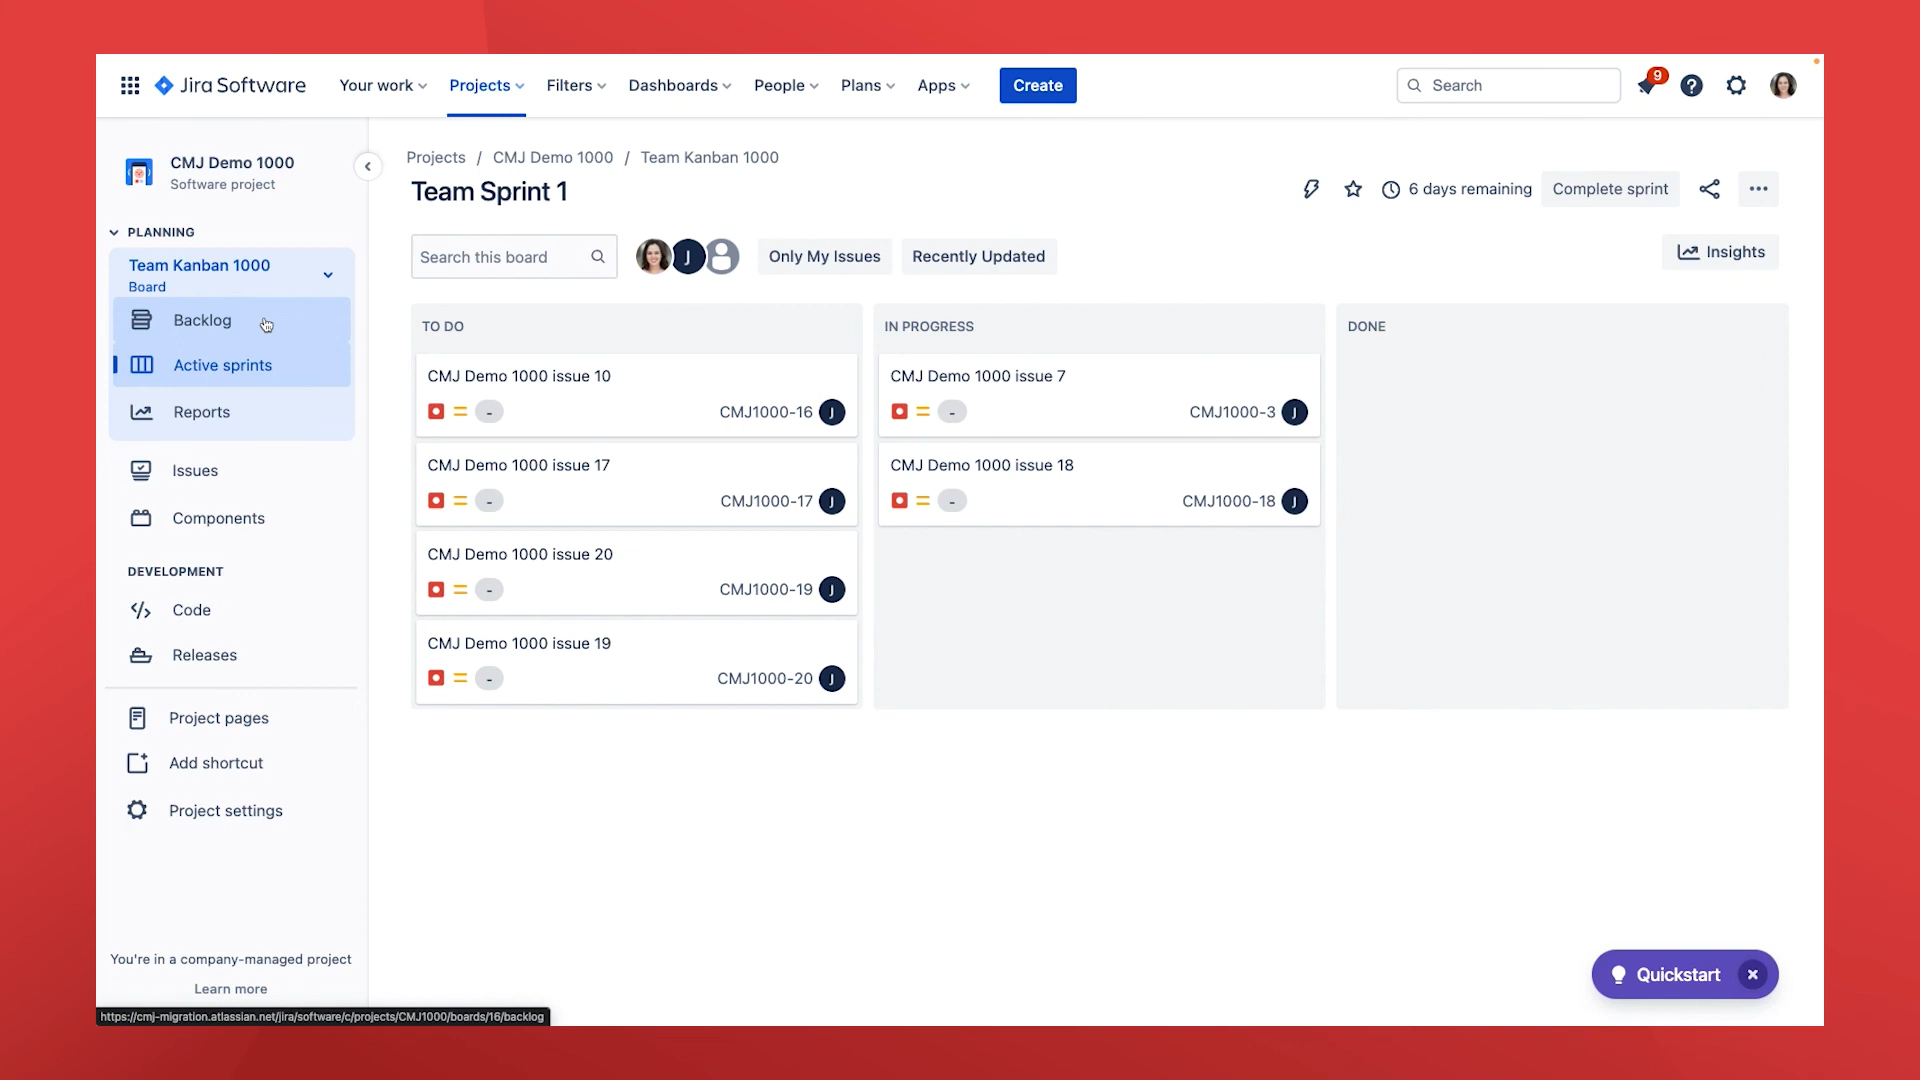 Jira Software
Your work
Projects
Filters
Dashboards
People
Plans
Apps
Create
Search
9
CMJ Demo 1000
Software project
PLANNING
Team Kanban 1000
Board
Backlog
Active sprints
Reports
Issues
Components
DEVELOPMENT
Code
Releases
Project pages
Add shortcut
Project settings
You're in a company-managed project
Learn more
https://cmj-migration.atlassian.net/jira/software/c/projects/CMJ1000/boards/16/backlog
Projects / CMJ Demo 1000 / Team Kanban 1000
Team Sprint 1
6 days remaining
Complete sprint
Search this board
J
Only My Issues
Recently Updated
Insights
TO DO
CMJ Demo 1000 issue 10
- CMJ1000-16 J
CMJ Demo 1000 issue 17
- CMJ1000-17 J
CMJ Demo 1000 issue 20
- CMJ1000-19 J
CMJ Demo 1000 issue 19
- CMJ1000-20 J
IN PROGRESS
CMJ Demo 1000 issue 7
- CMJ1000-3 J
CMJ Demo 1000 issue 18
- CMJ1000-18 J
DONE
Quickstart